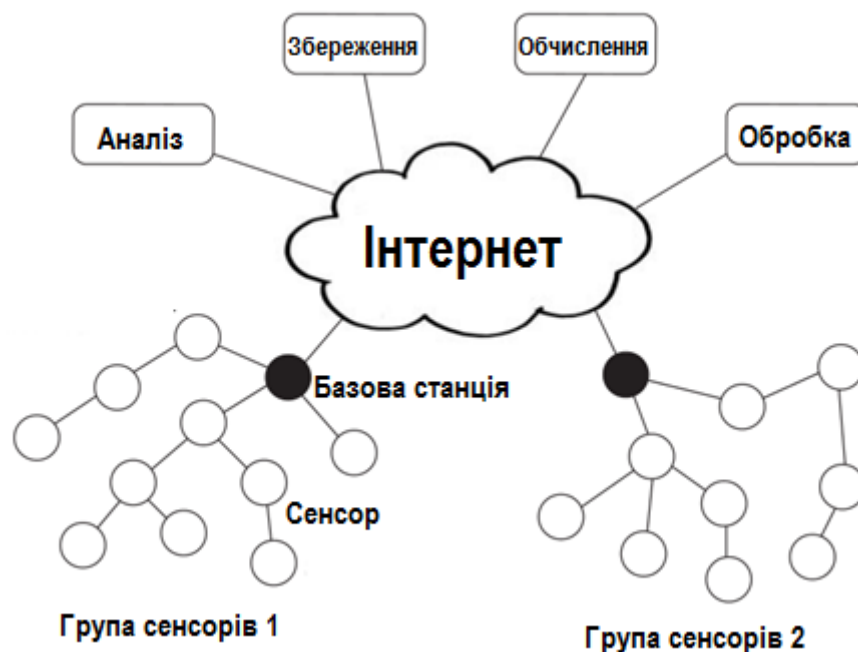 Збереження
Обчислення
Аналіз
Обробка
Інтернет
Базова станція
Сенсор
Група сенсорів 1
Група сенсорів 2